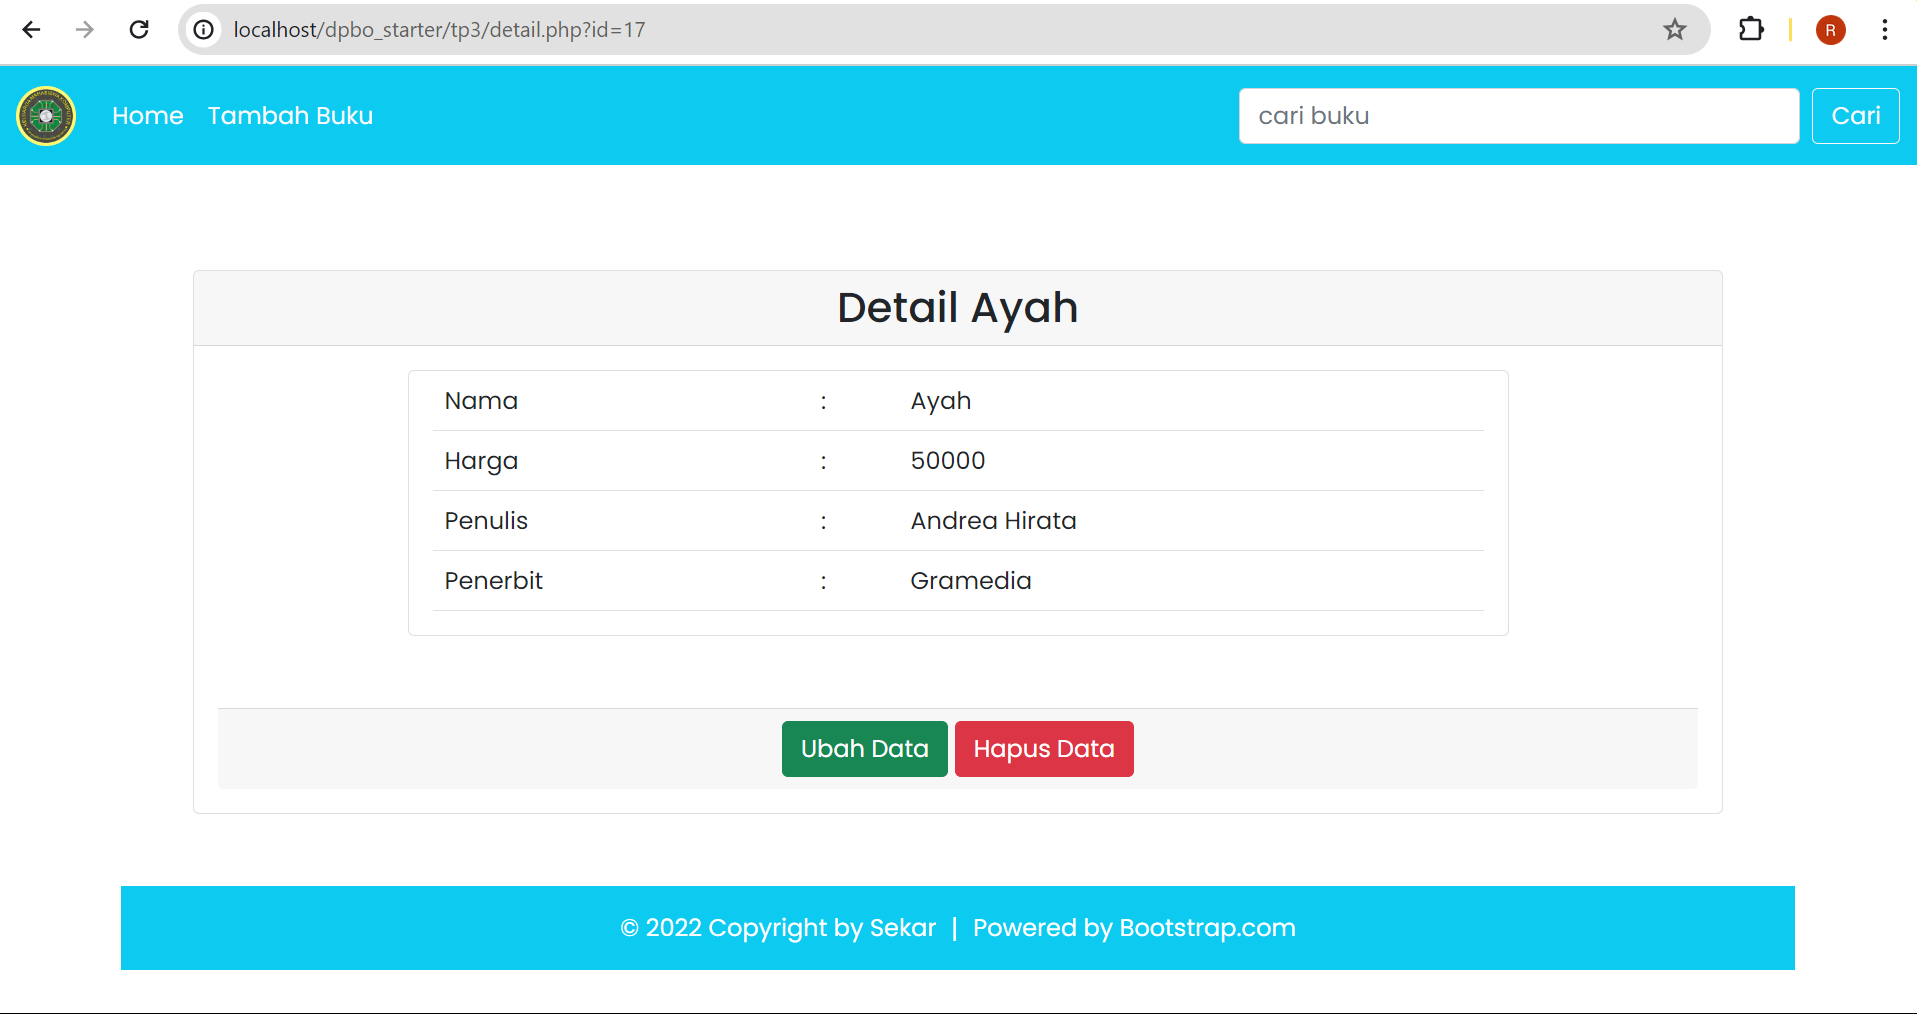 localhost/dpbo_starter/tp3/detail.php?id=17
R
Home Tambah Buku cari buku Cari
Detail Ayah
Nama : Ayah
Harga : 50000
Penulis : Andrea Hirata
Penerbit : Gramedia
Ubah Data Hapus Data
© 2022 Copyright by Sekar | Powered by Bootstrap.com